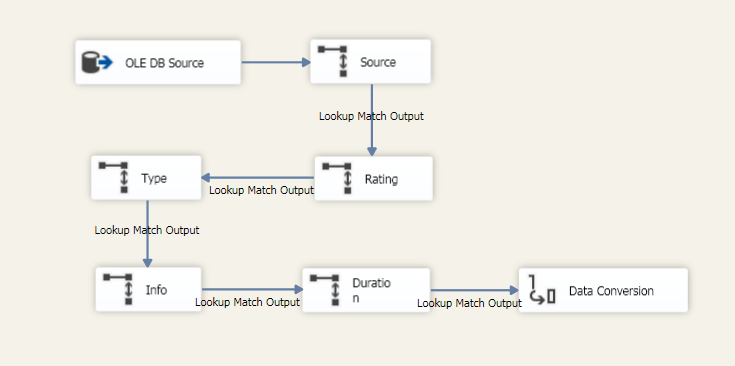 OLE DB Source
Source
Lookup Match Output
Type
Lookup Match Output
Rating
Lookup Match Output
Info
Lookup Match Output
Duratio
n
Lookup Match Output
Data Conversion